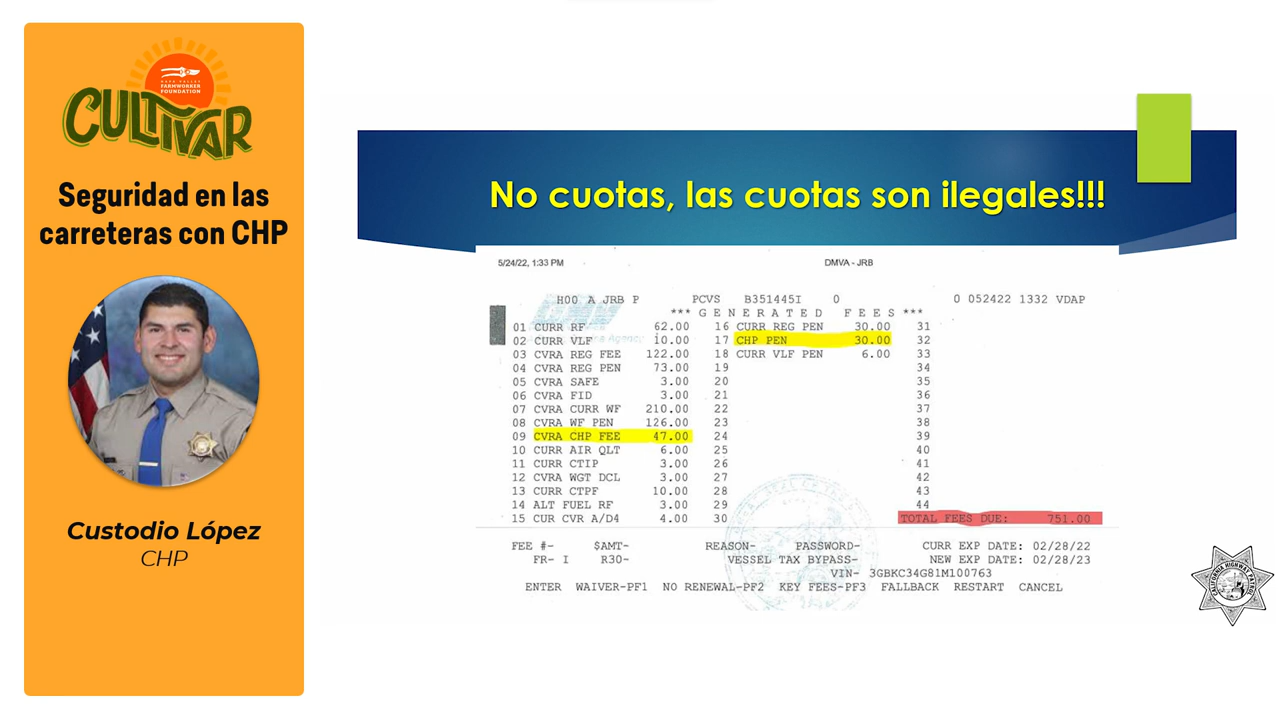 NAPA VALLEY
FARMWORKER
FOUNDATION
CULTIVAR
Seguridad en las
carreteras con CHP
Custodio López
CHP
No cuotas, las cuotas son ilegales!!!
5/24/22, 1:33 PM DMVA - JRB
H00 A JRB P PCVS B351445I 0 0 052422 1332 VDAP
*** G E N E R A T E D F E E S ***
01 CURR RF 62.00 16 CURR REG PEN 30.00 31
02 CURR VLF 10.00 17 CHP PEN 30.00 32
03 CVRA REG FEE 122.00 18 CURR VLF PEN 6.00 33
04 CVRA REG PEN 73.00 19 34
05 CVRA SAFE 3.00 20 35
06 CVRA FID 3.00 21 36
07 CVRA CURR WF 210.00 22 37
08 CVRA WF PEN 126.00 23 38
09 CVRA CHP FEE 47.00 24 39
10 CURR AIR QLT 6.00 25 40
11 CURR CTIP 3.00 26 41
12 CVRA WGT DCL 3.00 27 42
13 CURR CTPF 10.00 28 43
14 ALT FUEL RF 3.00 29 44
15 CUR CVR A/D4 4.00 30 TOTAL FEES DUE: 751.00
FEE #- $AMT- REASON- PASSWORD- CURR EXP DATE: 02/28/22
FR- I R30- VESSEL TAX BYPASS- NEW EXP DATE: 02/28/23
VIN- 3GBKC34G81M100763
ENTER WAIVER-PF1 NO RENEWAL-PF2 KEY FEES-PF3 FALLBACK RESTART CANCEL
CALIFORNIA HIGHWAY PATROL